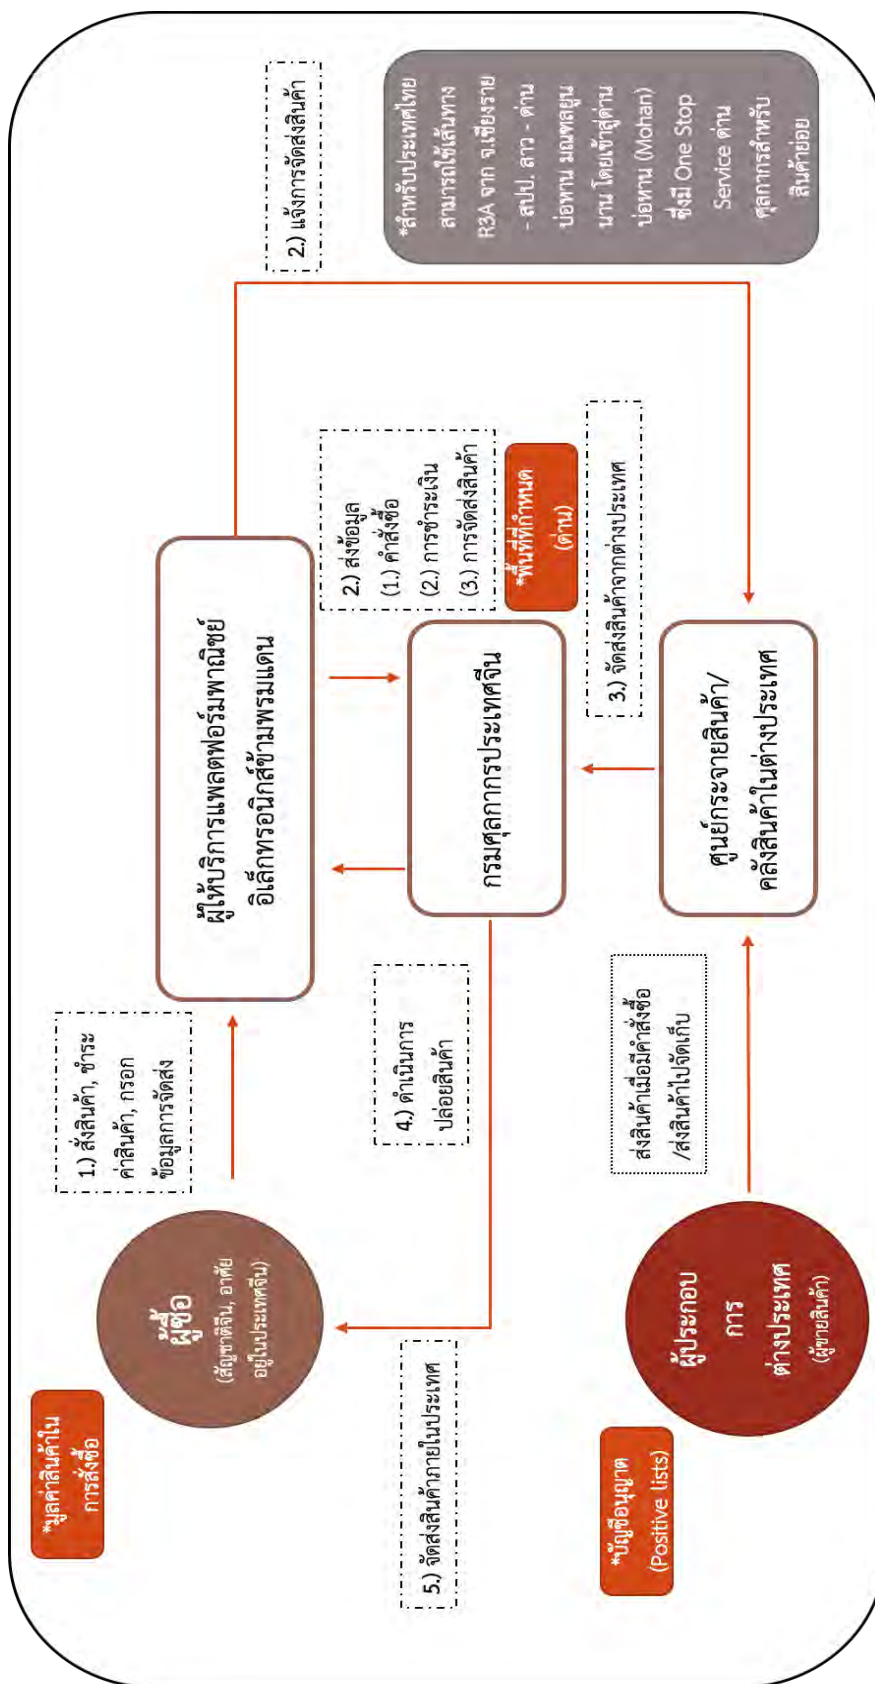 *มูลค่าสินค้าใน
การสั่งซื้อ
ผู้ซื้อ
(สัญชาติจีน, อาศัย
อยู่ในประเทศจีน)
1.) สั่งสินค้า, ชำระ
ค่าสินค้า, กรอก
ข้อมูลการจัดส่ง
ผู้ให้บริการแพลตฟอร์มพาณิชย์
อิเล็กทรอนิกส์ข้ามพรมแดน
2.) แจ้งการจัดส่งสินค้า
2.) ส่งข้อมูล
(1.) คำสั่งซื้อ
(2.) การชำระเงิน
(3.) การจัดส่งสินค้า
*สำหรับประเทศไทย
สามารถใช้เส้นทาง
R3A จาก จ.เชียงราย
- สปป. ลาว - ด่าน
บ่อหาน มณฑลยูน
นาน โดยเข้าสู่ด่าน
บ่อหาน (Mohan)
ซึ่งมี One Stop
Service ด่าน
ศุลกากรสำหรับ
สินค้าย่อย
5.) จัดส่งสินค้าภายในประเทศ
4.) ดำเนินการ
ปล่อยสินค้า
กรมศุลกากรประเทศจีน
*พื้นที่ที่กำหนด
(ด่าน)
3.) จัดส่งสินค้าจากต่างประเทศ
*บัญชีอนุญาต
(Positive lists)
ผู้ประกอบ
การ
ต่างประเทศ
(ผู้ขายสินค้า)
ส่งสินค้าเมื่อมีคำสั่งซื้อ
/ส่งสินค้าไปจัดเก็บ
ศูนย์กระจายสินค้า/
คลังสินค้าในต่างประเทศ